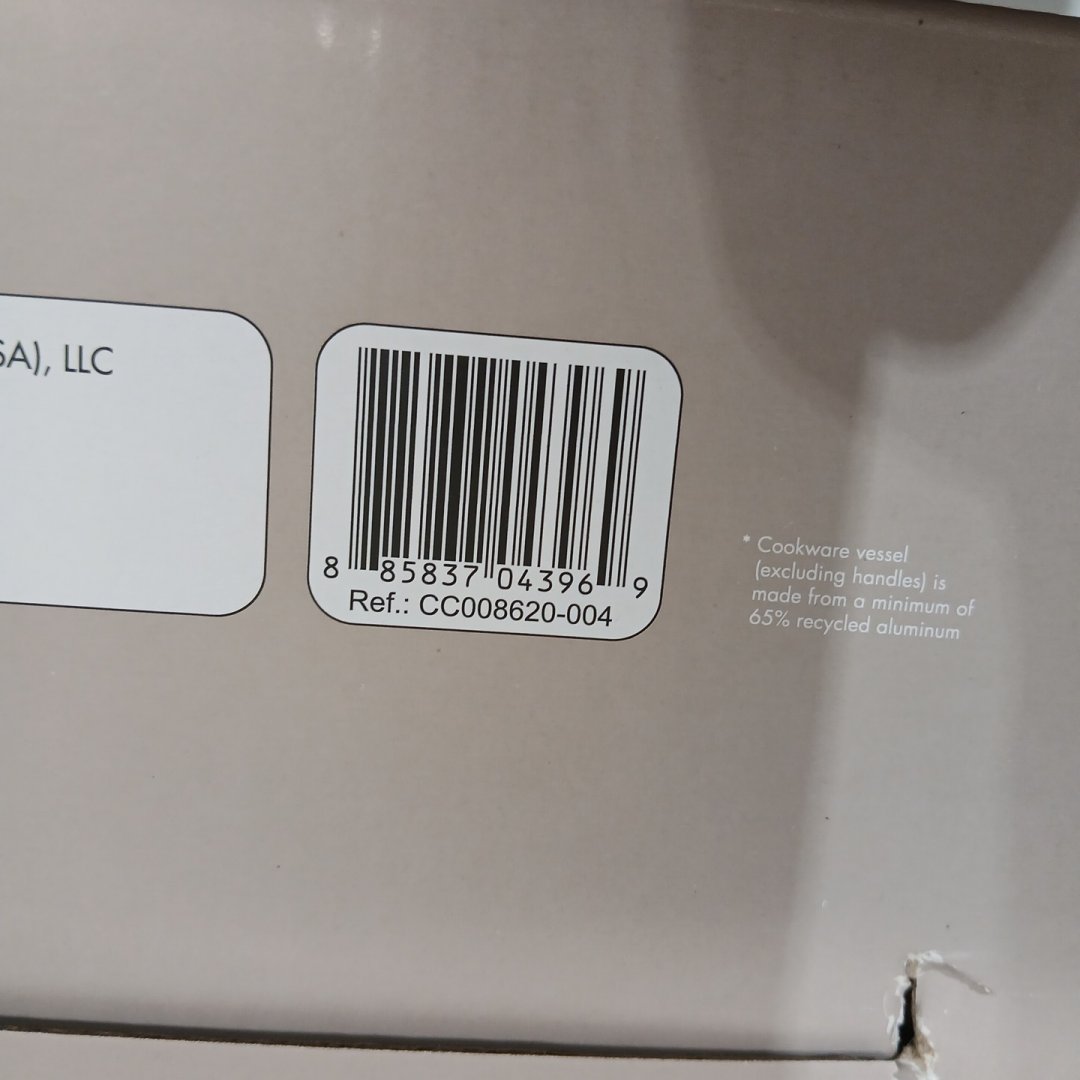 SA), LLC
8 85837 04396 9
Ref.: CC008620-004
* Cookware vessel
(excluding handles) is
made from a minimum of
65% recycled aluminum